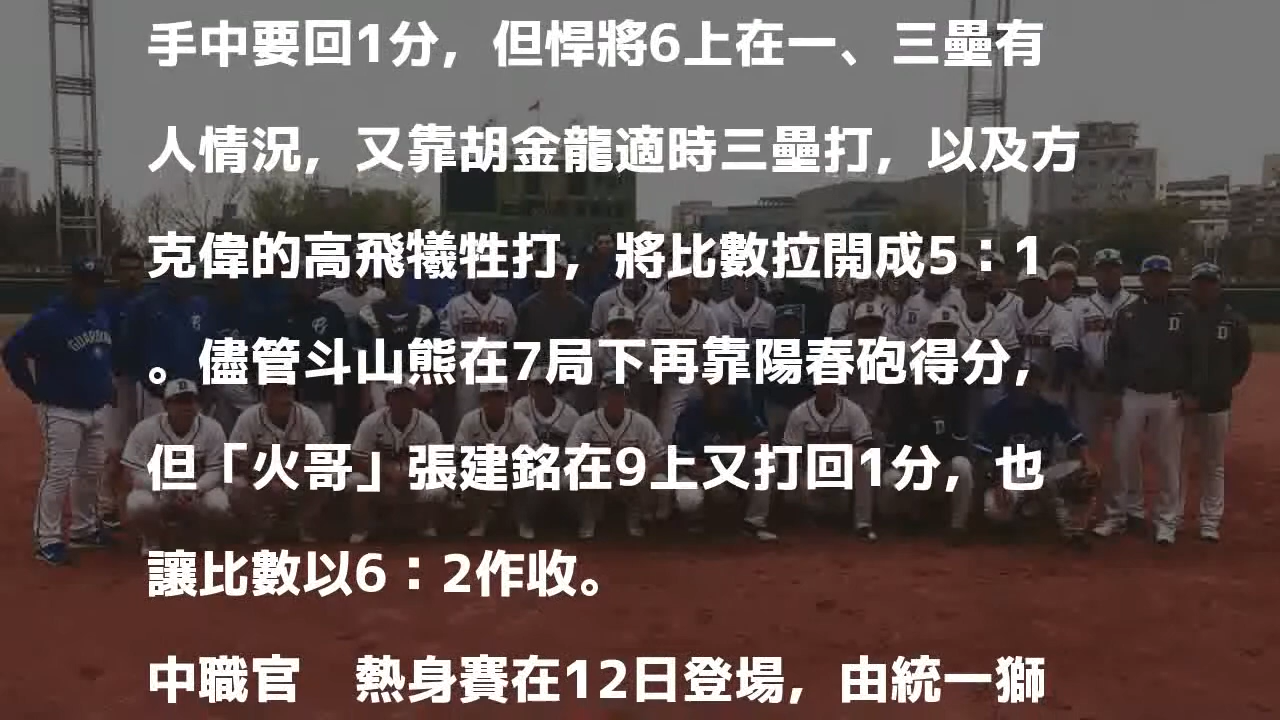 手中要回1分，但悍將6上在一、三壘有
人情況，又靠胡金龍適時三壘打，以及方
克偉的高飛犧牲打，將比數拉開成5：1
。儘管斗山熊在7局下再靠陽春砲得分，
但「火哥」張建銘在9上又打回1分，也
讓比數以6：2作收。
中職官　熱身賽在12日登場，由統一獅